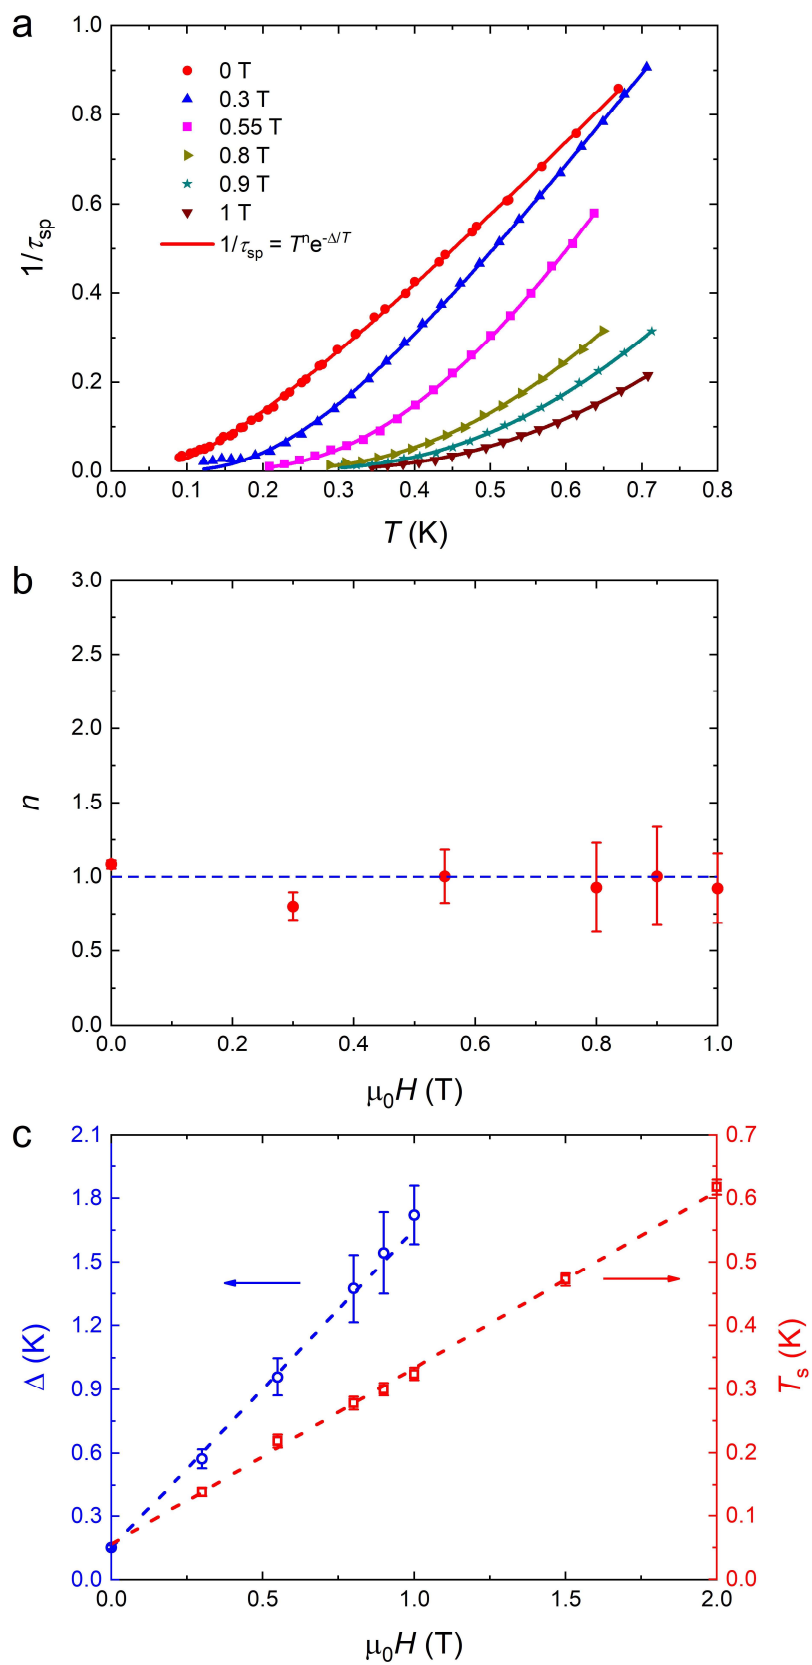 a
1.0
0.8
0.6
0.4
0.2
0.0
1/τsp
0 T
0.3 T
0.55 T
0.8 T
0.9 T
1 T
1/τsp = Tⁿe-Δ/T
0.0 0.1 0.2 0.3 0.4 0.5 0.6 0.7 0.8
T (K)
b
3.0
2.5
2.0
1.5
1.0
0.5
0.0
n
0.0 0.2 0.4 0.6 0.8 1.0
μ0H (T)
c
2.1
1.8
1.5
1.2
0.9
0.6
0.3
0.0
Δ (K)
0.7
0.6
0.5
0.4
0.3
0.2
0.1
0.0
Ts (K)
0.0 0.5 1.0 1.5 2.0
μ0H (T)